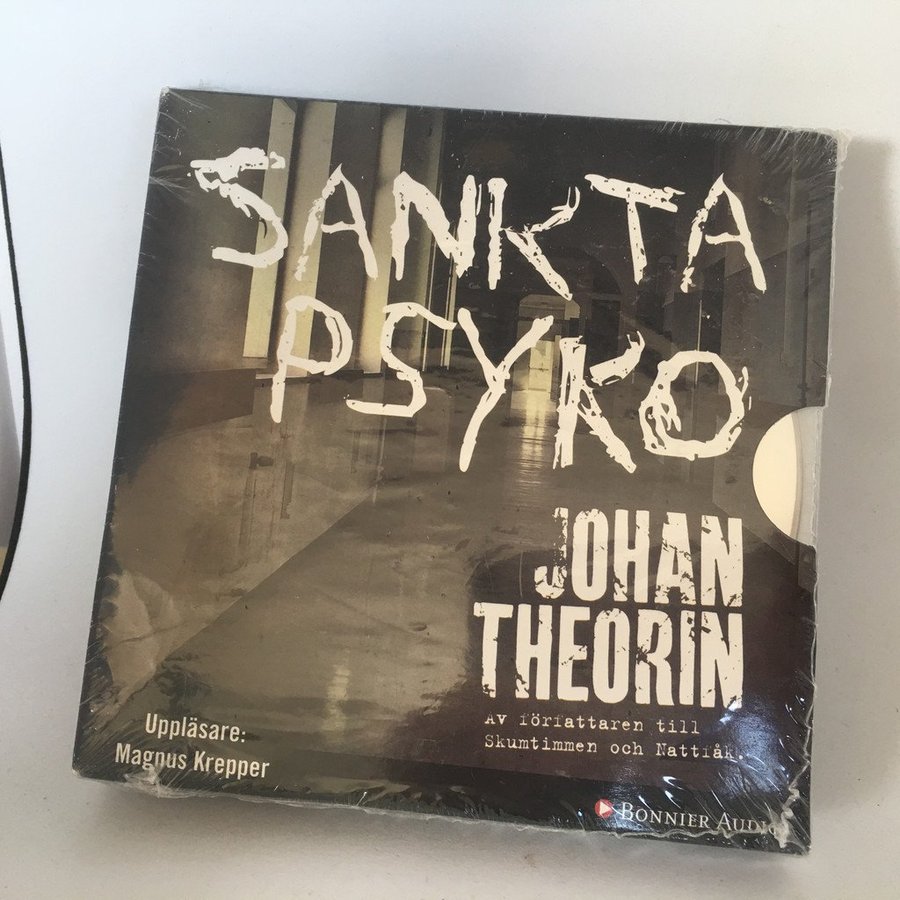 SANKTA
PSYKO
JOHAN
THEORIN
Av författaren till
Skumtimmen och Nattfåk
Uppläsare:
Magnus Krepper
BONNIER AUDIO